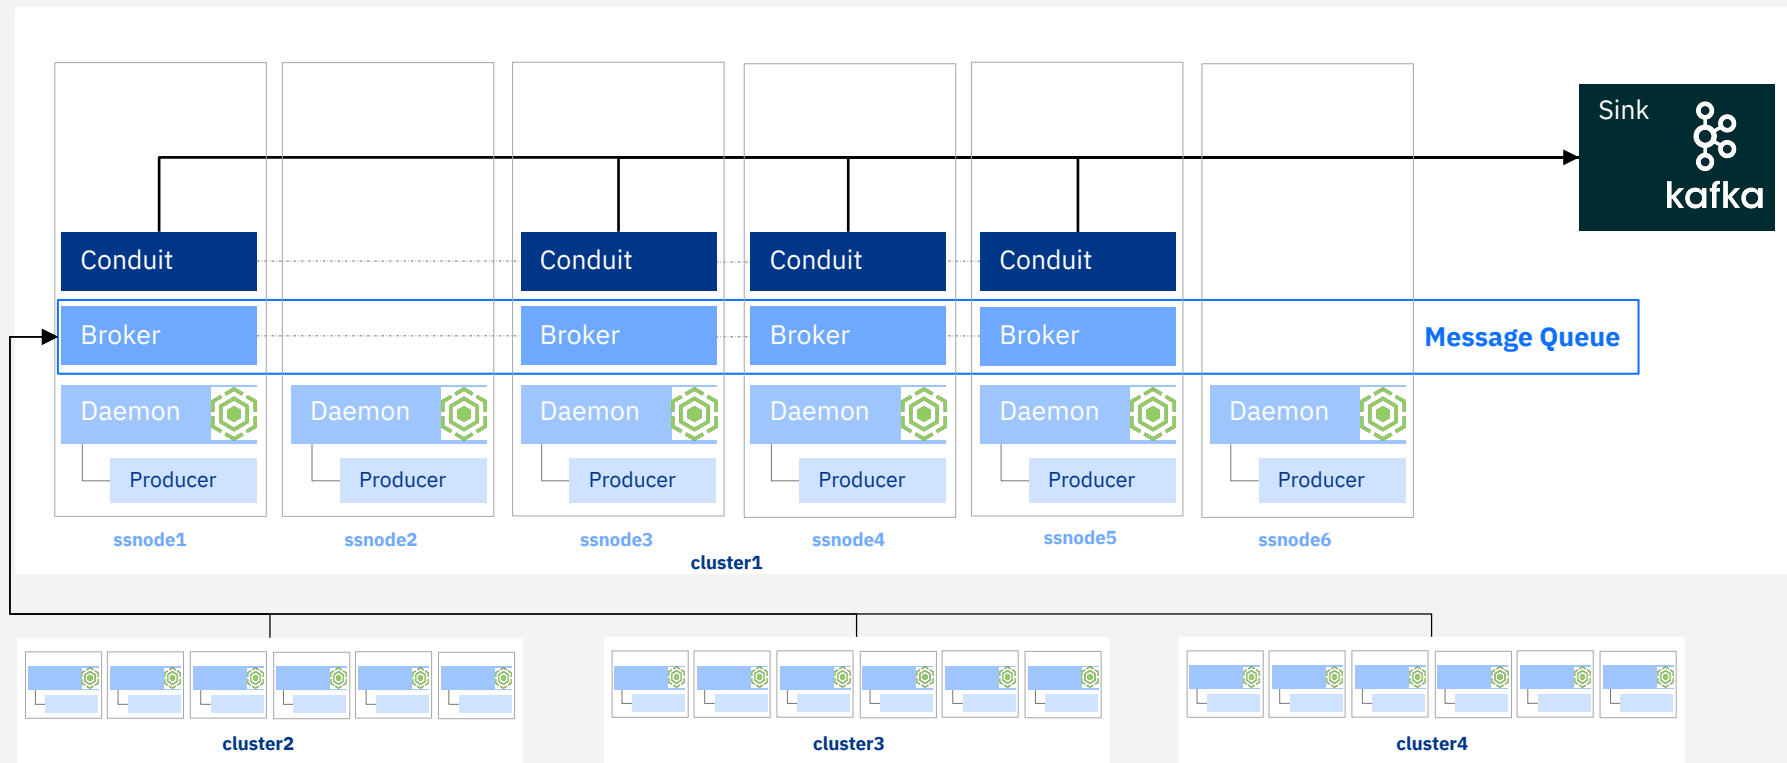 Sink
kafka
Conduit Conduit Conduit Conduit
Broker Broker Broker Broker Message Queue
Daemon Daemon Daemon Daemon Daemon Daemon
Producer Producer Producer Producer Producer Producer
ssnode1 ssnode2 ssnode3 ssnode4 ssnode5 ssnode6
cluster1
cluster2 cluster3 cluster4